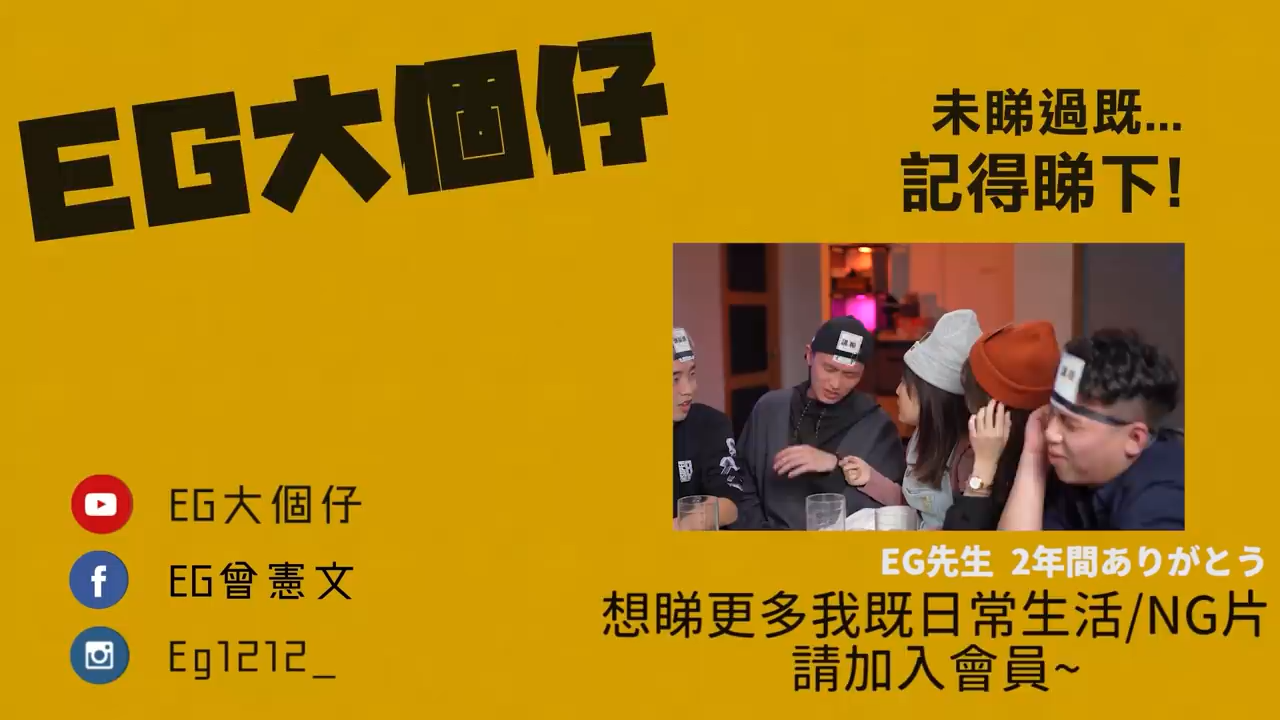 EG大個仔
未睇過既...
記得睇下!
EG大個仔
EG曾憲文
Eg1212_
EG先生 2年間ありがとう
想睇更多我既日常生活/NG片
請加入會員~